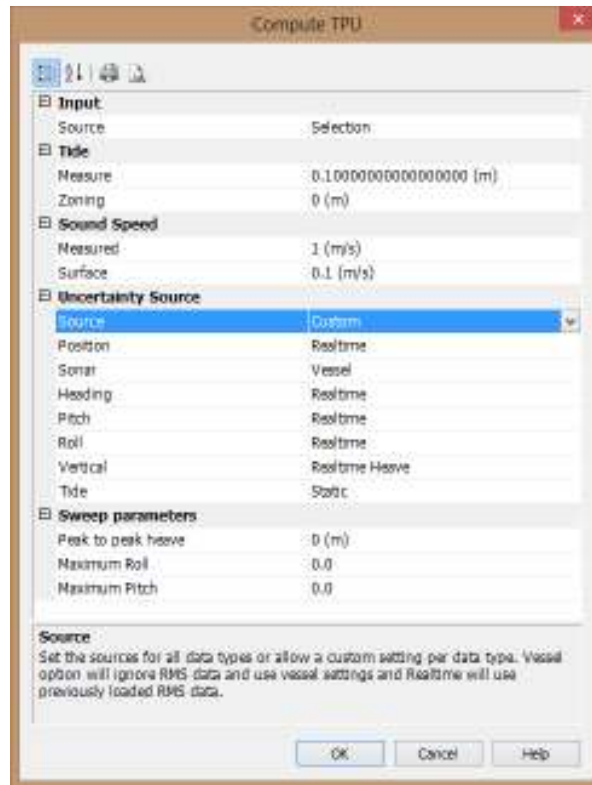 Compute TPU
Input
Source Selection
Tide
Measure 0.10000000000000000 (m)
Zoning 0 (m)
Sound Speed
Measured 1 (m/s)
Surface 0.1 (m/s)
Uncertainty Source
Source Custom
Position Realtime
Sonar Vessel
Heading Realtime
Pitch Realtime
Roll Realtime
Vertical Realtime Heave
Tide Static
Sweep parameters
Peak to peak heave 0 (m)
Maximum Roll 0.0
Maximum Pitch 0.0
Source
Set the sources for all data types or allow a custom setting per data type. Vessel
option will ignore RMS data and use vessel settings and Realtime will use
previously loaded RMS data.
OK Cancel Help